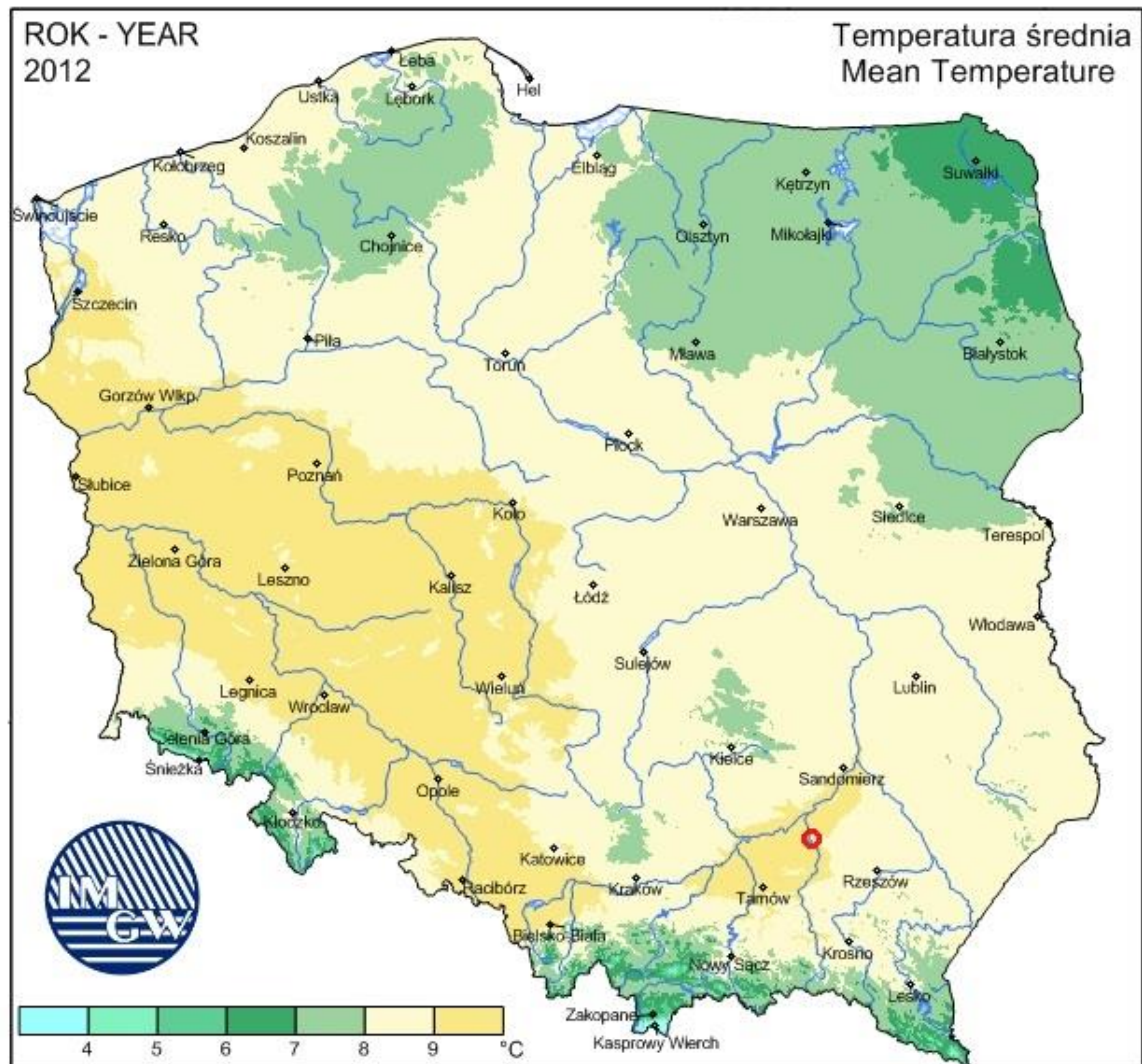 ROK - YEAR
2012
Temperatura średnia
Mean Temperature
Łeba
Hel
Ustka
Lębork
Koszalin
Kołobrzeg
Elbląg
Suwałki
Kętrzyn
Świnoujście
Resko
Chojnice
Olsztyn
Mikołajki
Szczecin
Piła
Toruń
Mława
Białystok
Gorzów Wlkp.
Płock
Słubice
Poznań
Koło
Warszawa
Siedlce
Terespol
Zielona Góra
Leszno
Kalisz
Łódź
Włodawa
Sulejów
Legnica
Wrocław
Wieluń
Lublin
Jelenia Góra
Śnieżka
Kielce
Sandomierz
Opole
Kłodzko
Katowice
Racibórz
Kraków
Tarnów
Rzeszów
Bielsko-Biała
Nowy Sącz
Krosno
Lesko
Zakopane
Kasprowy Wierch
IM
G-W
4 5 6 7 8 9 °C